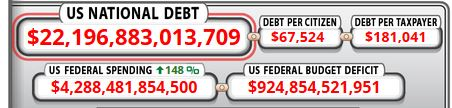 US NATIONAL DEBT
$22,196,883,013,709
DEBT PER CITIZEN
$67,524
DEBT PER TAXPAYER
$181,041
US FEDERAL SPENDING ↑148 %
$4,288,481,854,500
US FEDERAL BUDGET DEFICIT
$924,854,521,951